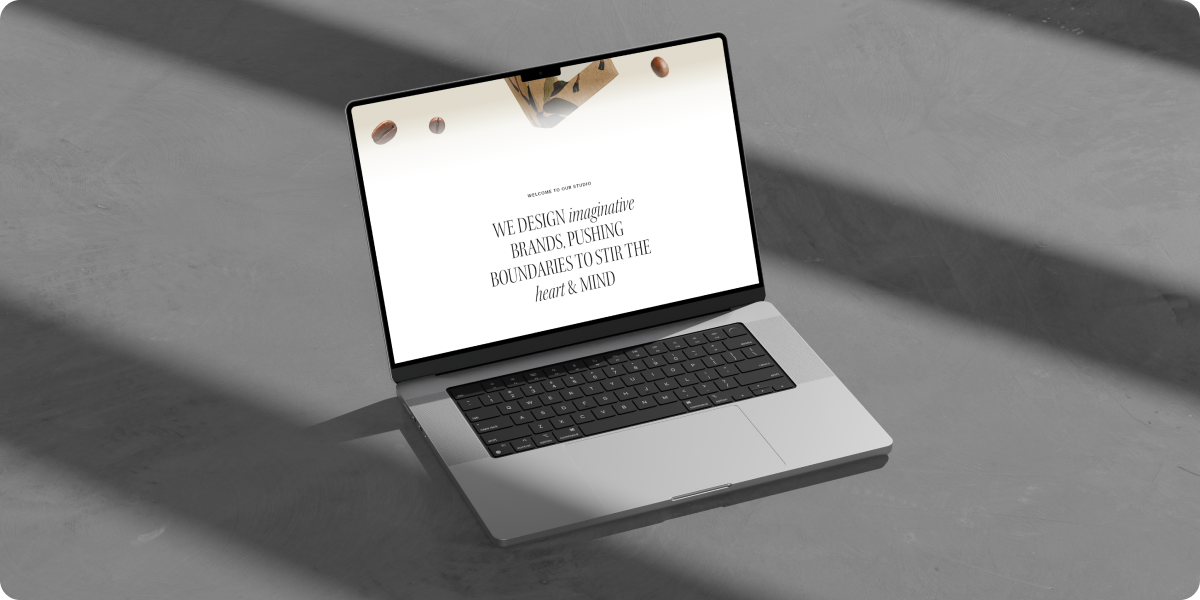 WELCOME TO OUR STUDIO
WE DESIGN imaginative
BRANDS, PUSHING
BOUNDARIES TO STIR THE
heart & MIND